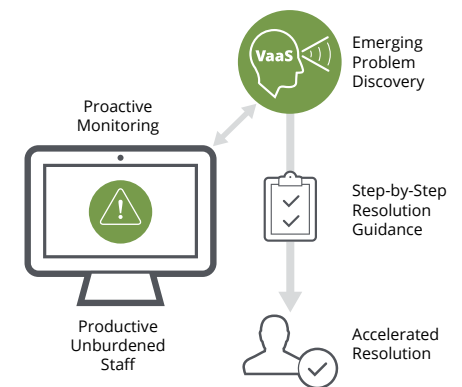 VaaS
Emerging
Problem
Discovery
Proactive
Monitoring
Step-by-Step
Resolution
Guidance
Productive
Unburdened
Staff
Accelerated
Resolution